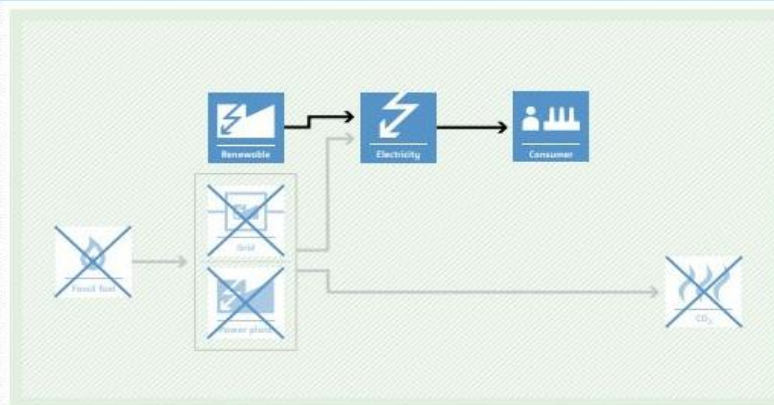 Renewable
Electricity
Consumer
Grid
Fossil fuel
Power plant
CO₂